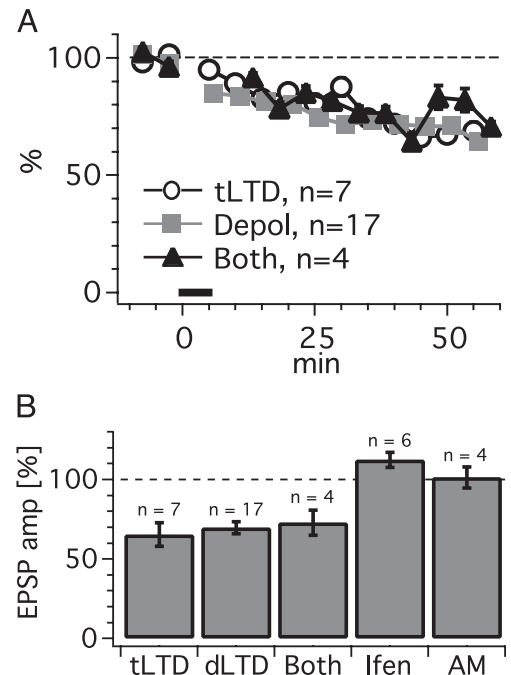 A
100
50
0
%
tLTD, n=7
Depol, n=17
Both, n=4
0
25
50
min
B
EPSP amp [%]
100
50
0
n = 7
n = 17
n = 4
n = 6
n = 4
tLTD
dLTD
Both
Ifen
AM